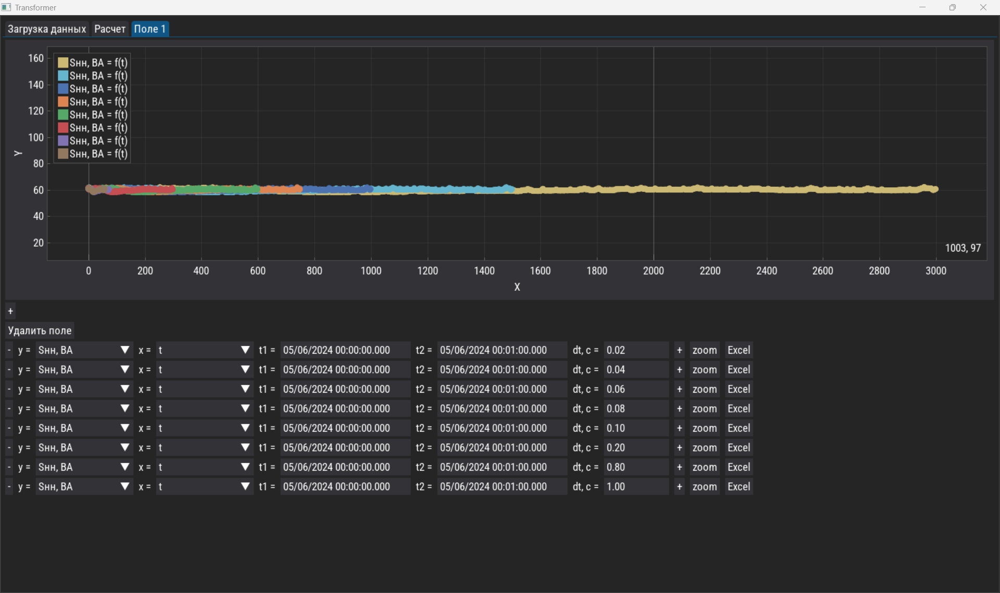 Transformer
Загрузка данных Расчет Поле 1
Sнн, ВА = f(t)
Sнн, ВА = f(t)
Sнн, ВА = f(t)
Sнн, ВА = f(t)
Sнн, ВА = f(t)
Sнн, ВА = f(t)
Sнн, ВА = f(t)
Sнн, ВА = f(t)
160
140
120
100
80
60
40
20
Y
1003, 97
0 200 400 600 800 1000 1200 1400 1600 1800 2000 2200 2400 2600 2800 3000
X
+
Удалить поле
- y = Sнн, ВА x = t t1 = 05/06/2024 00:00:00.000 t2 = 05/06/2024 00:01:00.000 dt, c = 0.02 + zoom Excel
- y = Sнн, ВА x = t t1 = 05/06/2024 00:00:00.000 t2 = 05/06/2024 00:01:00.000 dt, c = 0.04 + zoom Excel
- y = Sнн, ВА x = t t1 = 05/06/2024 00:00:00.000 t2 = 05/06/2024 00:01:00.000 dt, c = 0.06 + zoom Excel
- y = Sнн, ВА x = t t1 = 05/06/2024 00:00:00.000 t2 = 05/06/2024 00:01:00.000 dt, c = 0.08 + zoom Excel
- y = Sнн, ВА x = t t1 = 05/06/2024 00:00:00.000 t2 = 05/06/2024 00:01:00.000 dt, c = 0.10 + zoom Excel
- y = Sнн, ВА x = t t1 = 05/06/2024 00:00:00.000 t2 = 05/06/2024 00:01:00.000 dt, c = 0.20 + zoom Excel
- y = Sнн, ВА x = t t1 = 05/06/2024 00:00:00.000 t2 = 05/06/2024 00:01:00.000 dt, c = 0.80 + zoom Excel
- y = Sнн, ВА x = t t1 = 05/06/2024 00:00:00.000 t2 = 05/06/2024 00:01:00.000 dt, c = 1.00 + zoom Excel